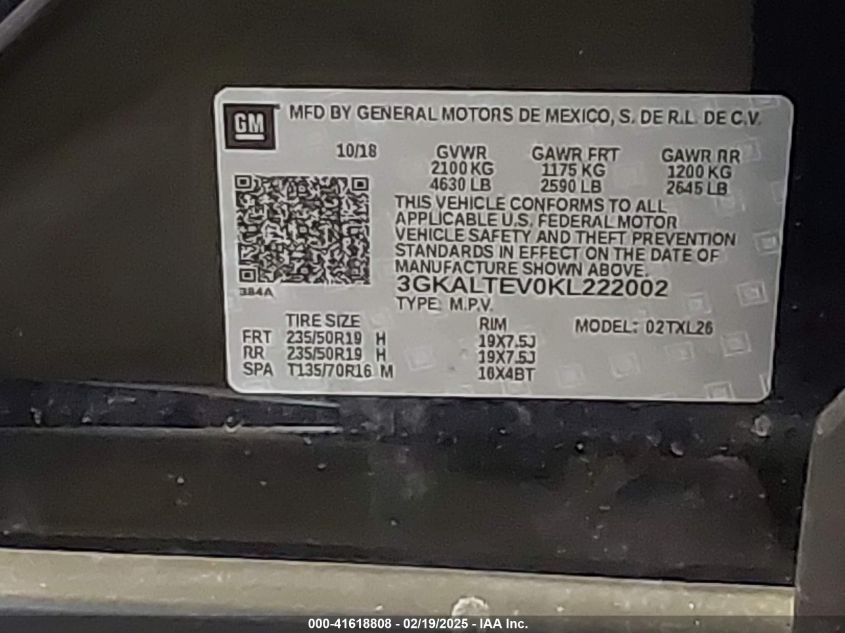 GM
MFD BY GENERAL MOTORS DE MEXICO, S. DE R.L. DE C.V.
10/18 GVWR GAWR FRT GAWR RR
2100 KG 1175 KG 1200 KG
4630 LB 2590 LB 2645 LB
THIS VEHICLE CONFORMS TO ALL
APPLICABLE U.S. FEDERAL MOTOR
VEHICLE SAFETY AND THEFT PREVENTION
STANDARDS IN EFFECT ON THE DATE OF
MANUFACTURE SHOWN ABOVE.
384A 3GKALTEV0KL222002
TYPE: M.P.V.
TIRE SIZE RIM MODEL: 02TXL26
FRT 235/50R19 H 19X7.5J
RR 235/50R19 H 19X7.5J
SPA T135/70R16 M 16X4BT
000-41618808 - 02/19/2025 - IAA Inc.